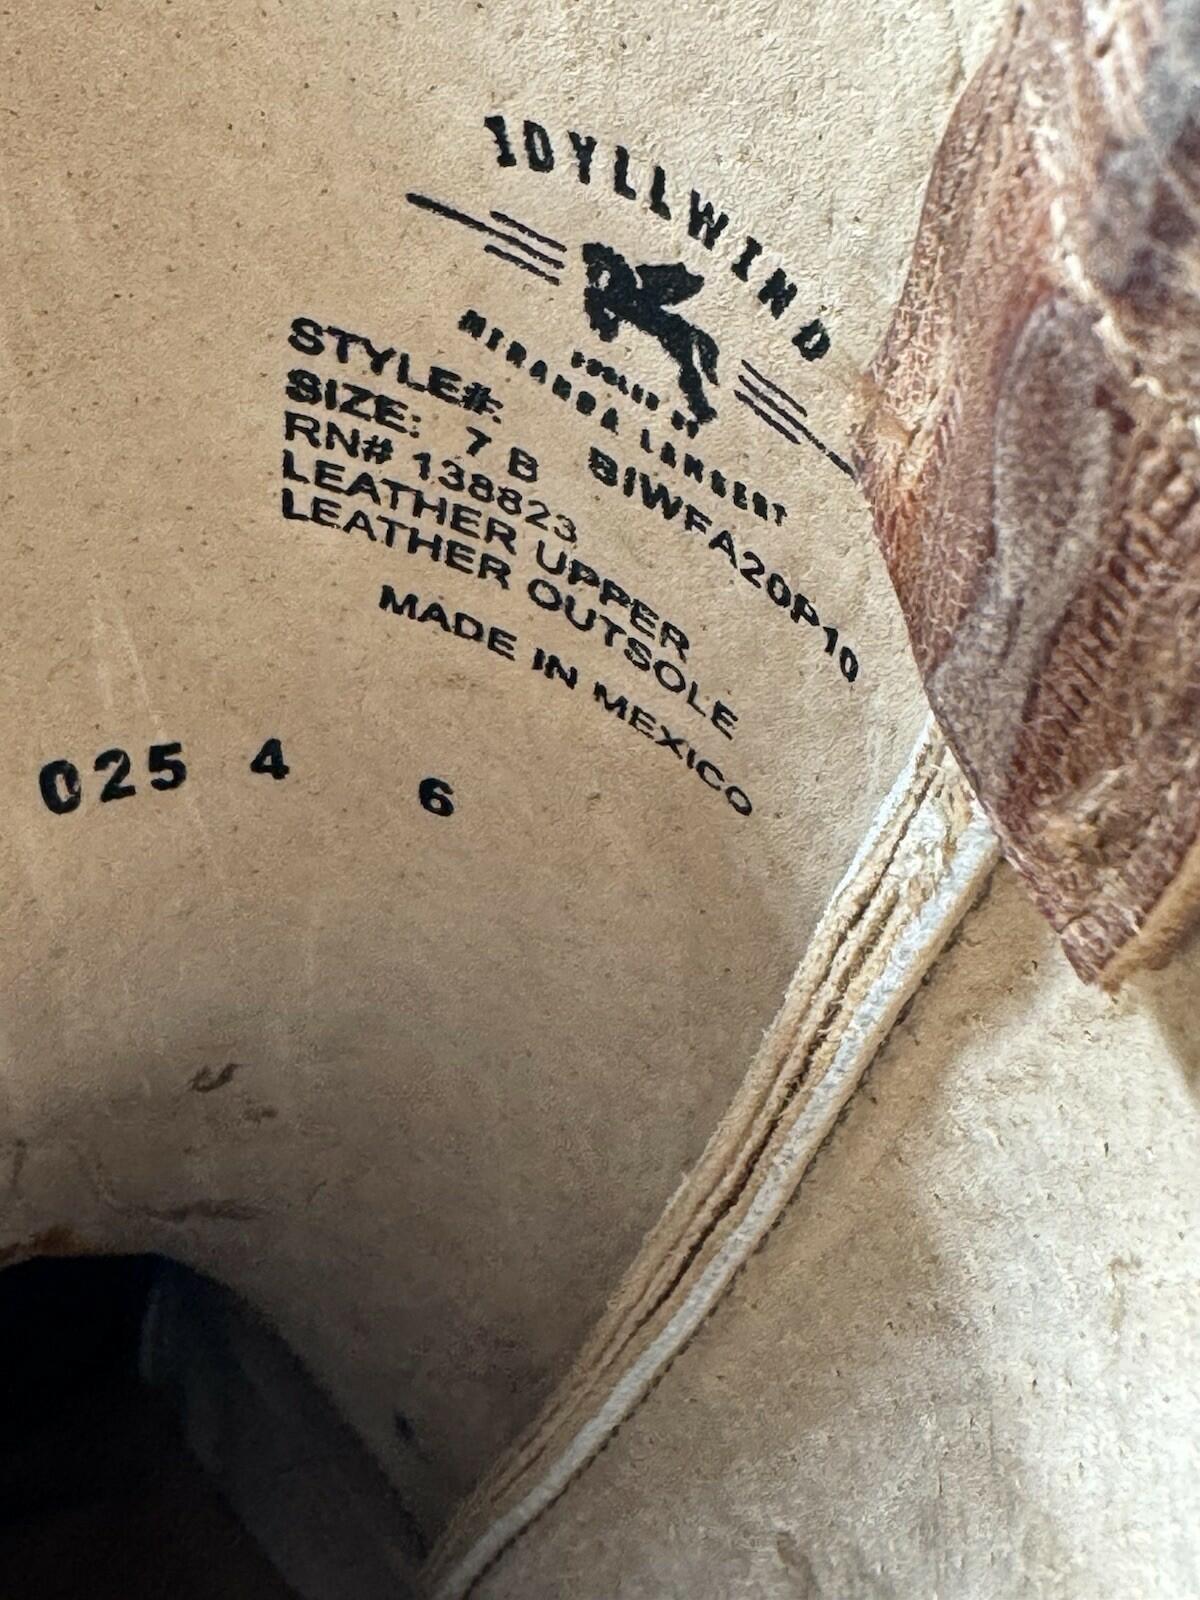 IDYLLWIND
FUELED BY
MIRANDA LAMBERT
STYLE#: BIWFA20P10
SIZE: 7 B
RN# 138823
LEATHER UPPER
LEATHER OUTSOLE
MADE IN MEXICO
025 4 6